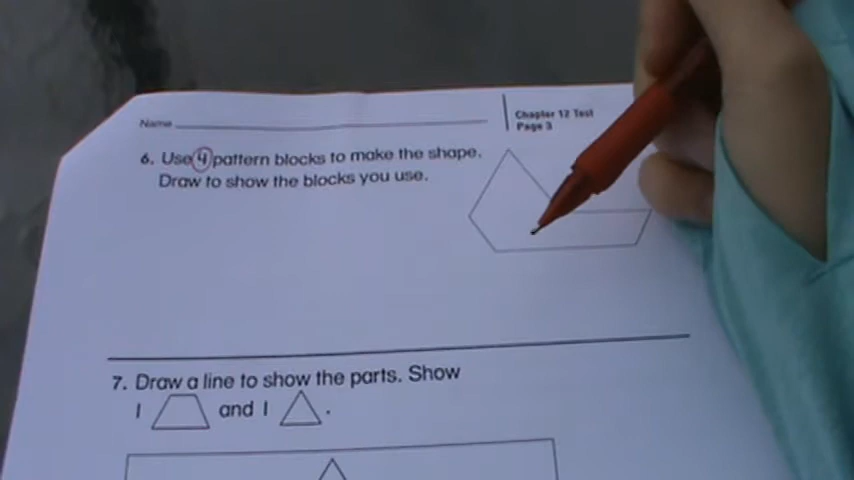 Name
Chapter 12 Test
Page 3
6. Use 4 pattern blocks to make the shape.
Draw to show the blocks you use.
7. Draw a line to show the parts. Show
1 and 1 .